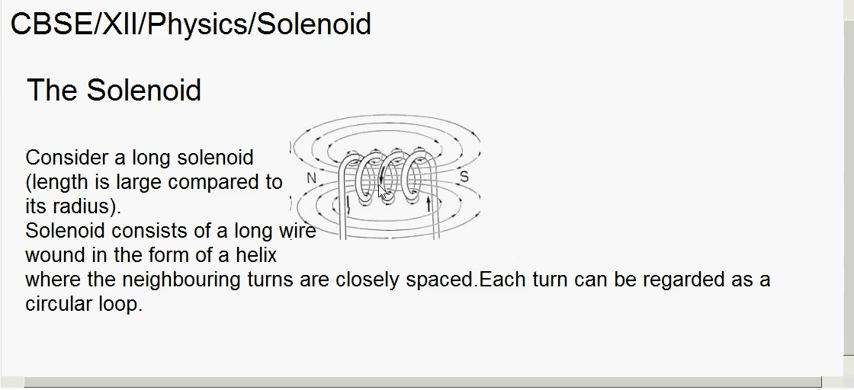 CBSE/XII/Physics/Solenoid
The Solenoid
Consider a long solenoid
(length is large compared to
its radius).
Solenoid consists of a long wire
wound in the form of a helix
where the neighbouring turns are closely spaced.Each turn can be regarded as a
circular loop.
N
S